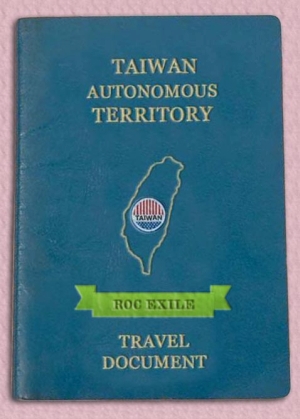 TAIWAN
AUTONOMOUS
TERRITORY
TAIWAN
ROC EXILE
TRAVEL
DOCUMENT